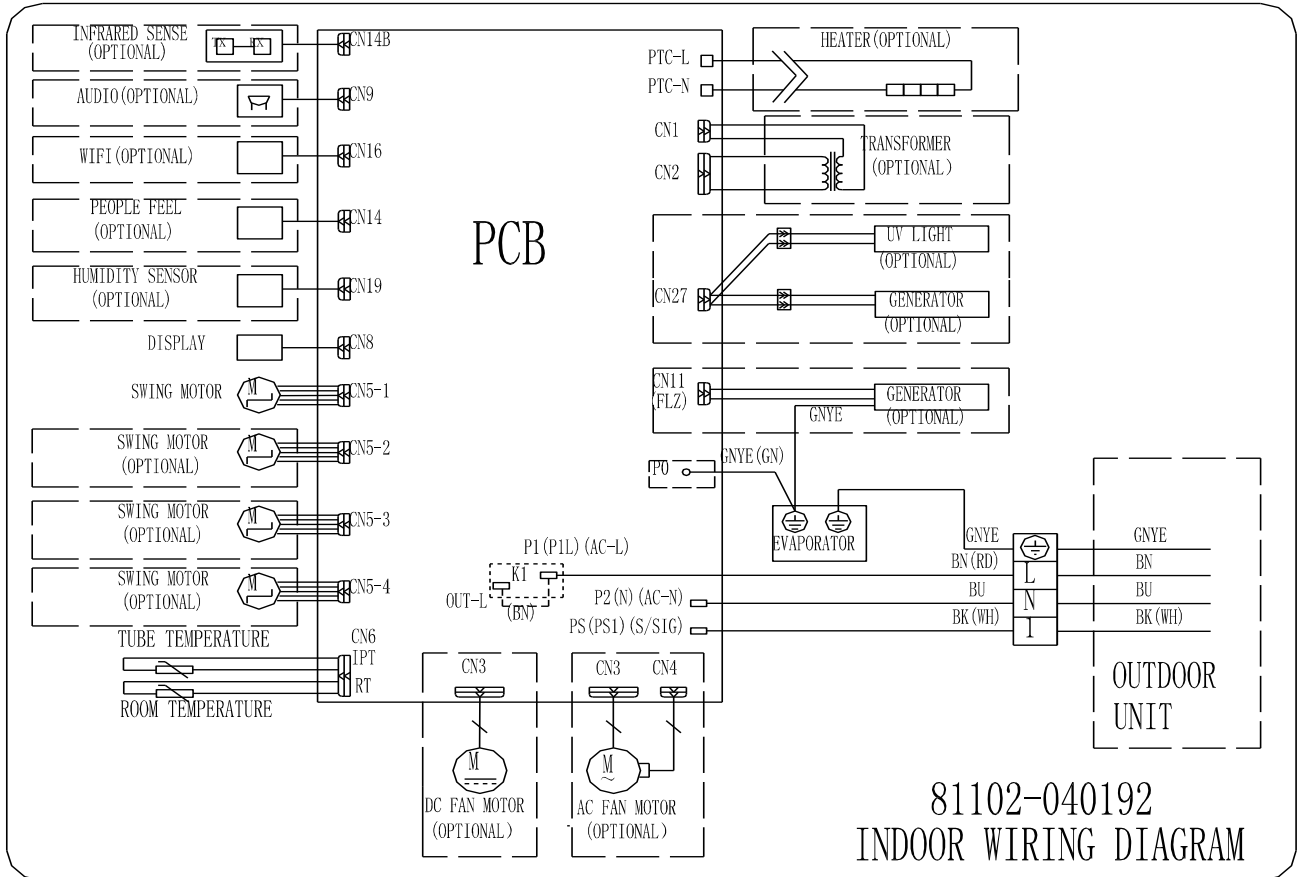 INFRARED SENSE
(OPTIONAL)
TX RX
CN14B
AUDIO(OPTIONAL)
CN9
WIFI(OPTIONAL)
CN16
PEOPLE FEEL
(OPTIONAL)
CN14
HUMIDITY SENSOR
(OPTIONAL)
CN19
DISPLAY
CN8
SWING MOTOR
M
CN5-1
SWING MOTOR
(OPTIONAL)
M
CN5-2
SWING MOTOR
(OPTIONAL)
M
CN5-3
SWING MOTOR
(OPTIONAL)
M
CN5-4
TUBE TEMPERATURE
CN6
IPT
RT
ROOM TEMPERATURE
PCB
PTC-L
PTC-N
HEATER(OPTIONAL)
CN1
CN2
TRANSFORMER
(OPTIONAL)
CN27
UV LIGHT
(OPTIONAL)
GENERATOR
(OPTIONAL)
CN11
(FLZ)
GENERATOR
(OPTIONAL)
GNYE
P0
GNYE(GN)
EVAPORATOR
P1(P1L)(AC-L)
K1
OUT-L
(BN)
P2(N)(AC-N)
PS(PS1)(S/SIG)
GNYE
BN(RD)
BU
BK(WH)
L
N
1
GNYE
BN
BU
BK(WH)
OUTDOOR
UNIT
CN3
M
DC FAN MOTOR
(OPTIONAL)
CN3 CN4
M
~
AC FAN MOTOR
(OPTIONAL)
81102-040192
INDOOR WIRING DIAGRAM